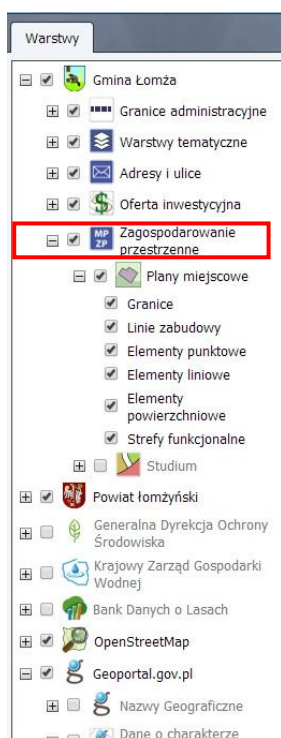 Warstwy
Gmina Łomża
Granice administracyjne
Warstwy tematyczne
Adresy i ulice
Oferta inwestycyjna
MP
ZP
Zagospodarowanie
przestrzenne
Plany miejscowe
Granice
Linie zabudowy
Elementy punktowe
Elementy liniowe
Elementy
powierzchniowe
Strefy funkcjonalne
Studium
Powiat łomżyński
Generalna Dyrekcja Ochrony
Środowiska
Krajowy Zarząd Gospodarki
Wodnej
Bank Danych o Lasach
OpenStreetMap
Geoportal.gov.pl
Nazwy Geograficzne
Dane o charakterze